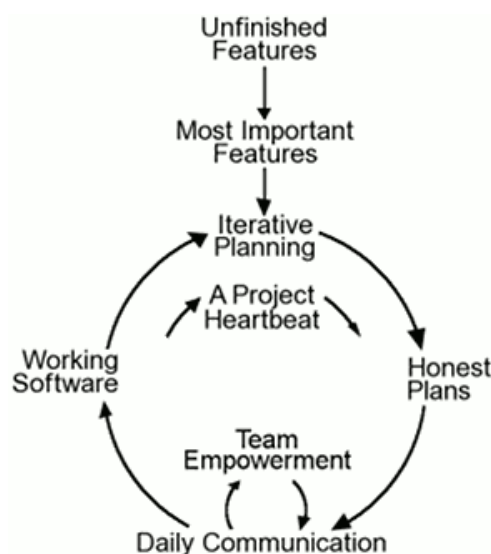 Unfinished
Features
Most Important
Features
Iterative
Planning
A Project
Heartbeat
Working
Software
Honest
Plans
Team
Empowerment
Daily Communication